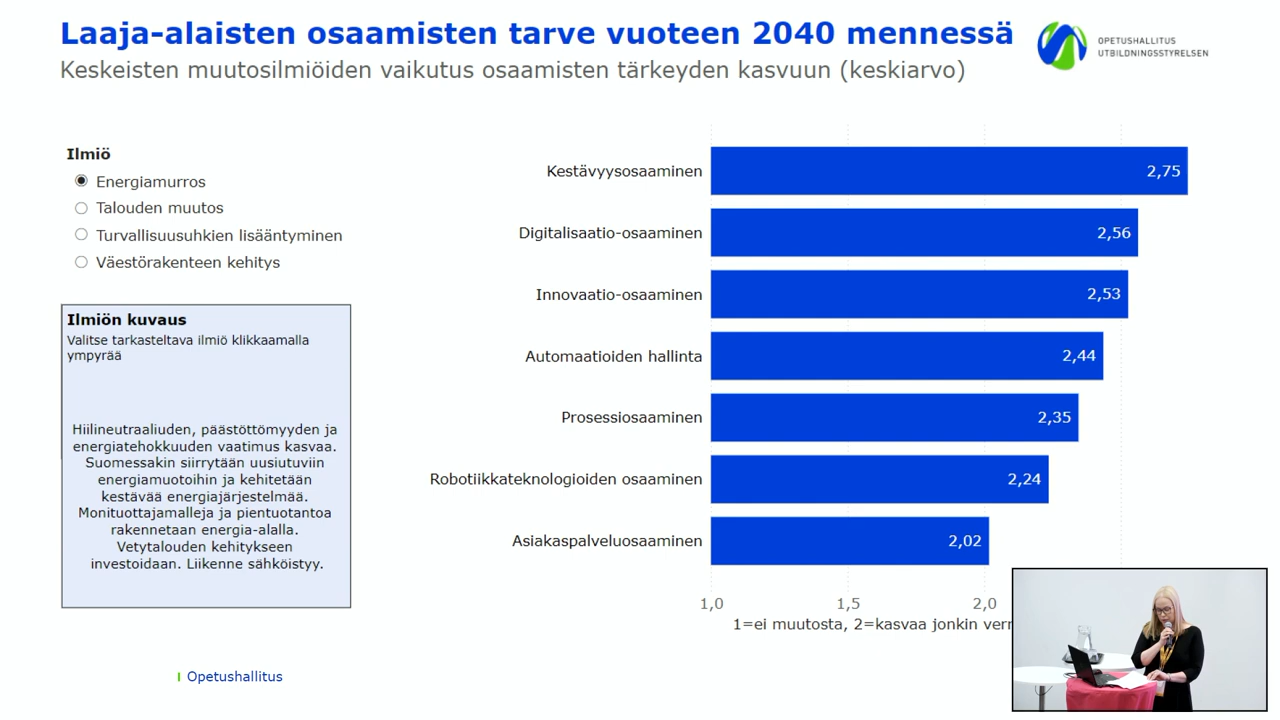 Laaja-alaisten osaamisten tarve vuoteen 2040 mennessä
Keskeisten muutosilmiöiden vaikutus osaamisten tärkeyden kasvuun (keskiarvo)
OPETUSHALLITUS
UTBILDNINGSSTYRELSEN
Ilmiö
Energiamurros
Talouden muutos
Turvallisuusuhkien lisääntyminen
Väestörakenteen kehitys
Ilmiön kuvaus
Valitse tarkasteltava ilmiö klikkaamalla
ympyrää
Hiilineutraaliuden, päästöttömyyden ja
energiatehokkuuden vaatimus kasvaa.
Suomessakin siirrytään uusiutuviin
energiamuotoihin ja kehitetään
kestävää energiajärjestelmää.
Monituottajamalleja ja pientuotantoa
rakennetaan energia-alalla.
Vetytalouden kehitykseen
investoidaan. Liikenne sähköistyy.
Kestävyysosaaminen 2,75
Digitalisaatio-osaaminen 2,56
Innovaatio-osaaminen 2,53
Automaatioiden hallinta 2,44
Prosessiosaaminen 2,35
Robotiikkateknologioiden osaaminen 2,24
Asiakaspalveluosaaminen 2,02
1,0 1,5 2,0
1=ei muutosta, 2=kasvaa jonkin
Opetushallitus